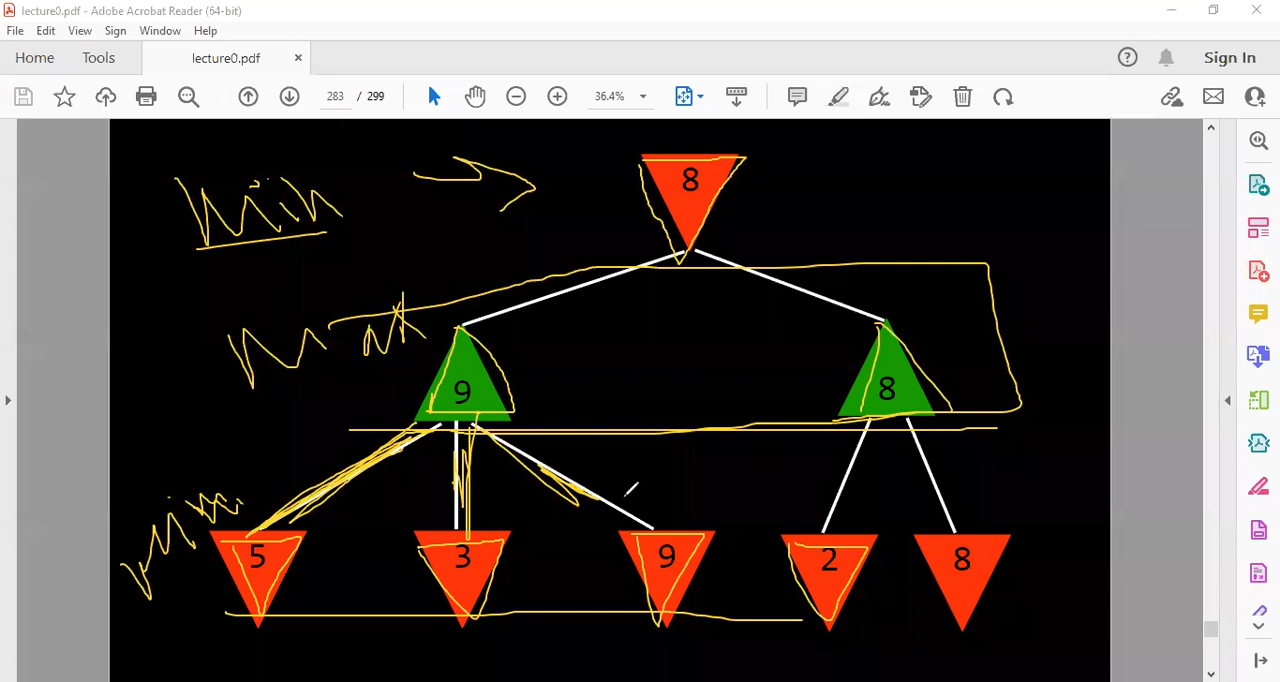 lecture0.pdf - Adobe Acrobat Reader (64-bit)
File Edit View Sign Window Help
Home Tools lecture0.pdf × Sign In
283 / 299 36.4%
8
Min
Max
9 8
min
5 3 9 2 8